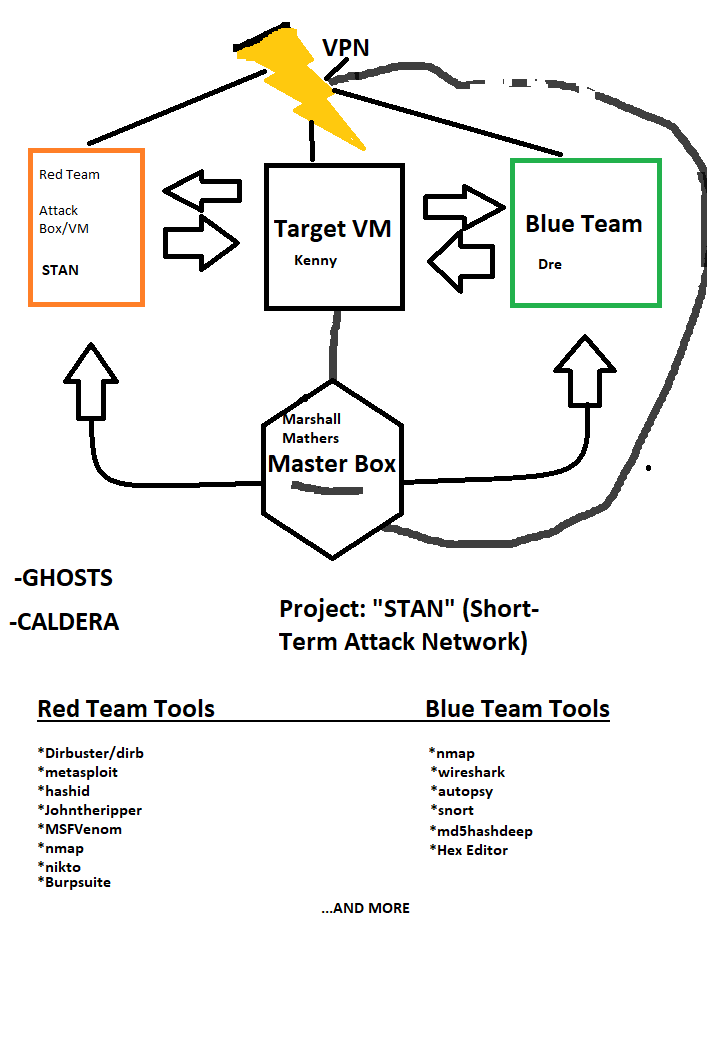 VPN
Red Team
Attack
Box/VM
STAN
Target VM
Kenny
Blue Team
Dre
Marshall
Mathers
Master Box
-GHOSTS
-CALDERA
Project: "STAN" (Short-
Term Attack Network)
Red Team Tools
*Dirbuster/dirb
*metasploit
*hashid
*Johntheripper
*MSFVenom
*nmap
*nikto
*Burpsuite
Blue Team Tools
*nmap
*wireshark
*autopsy
*snort
*md5hashdeep
*Hex Editor
...AND MORE